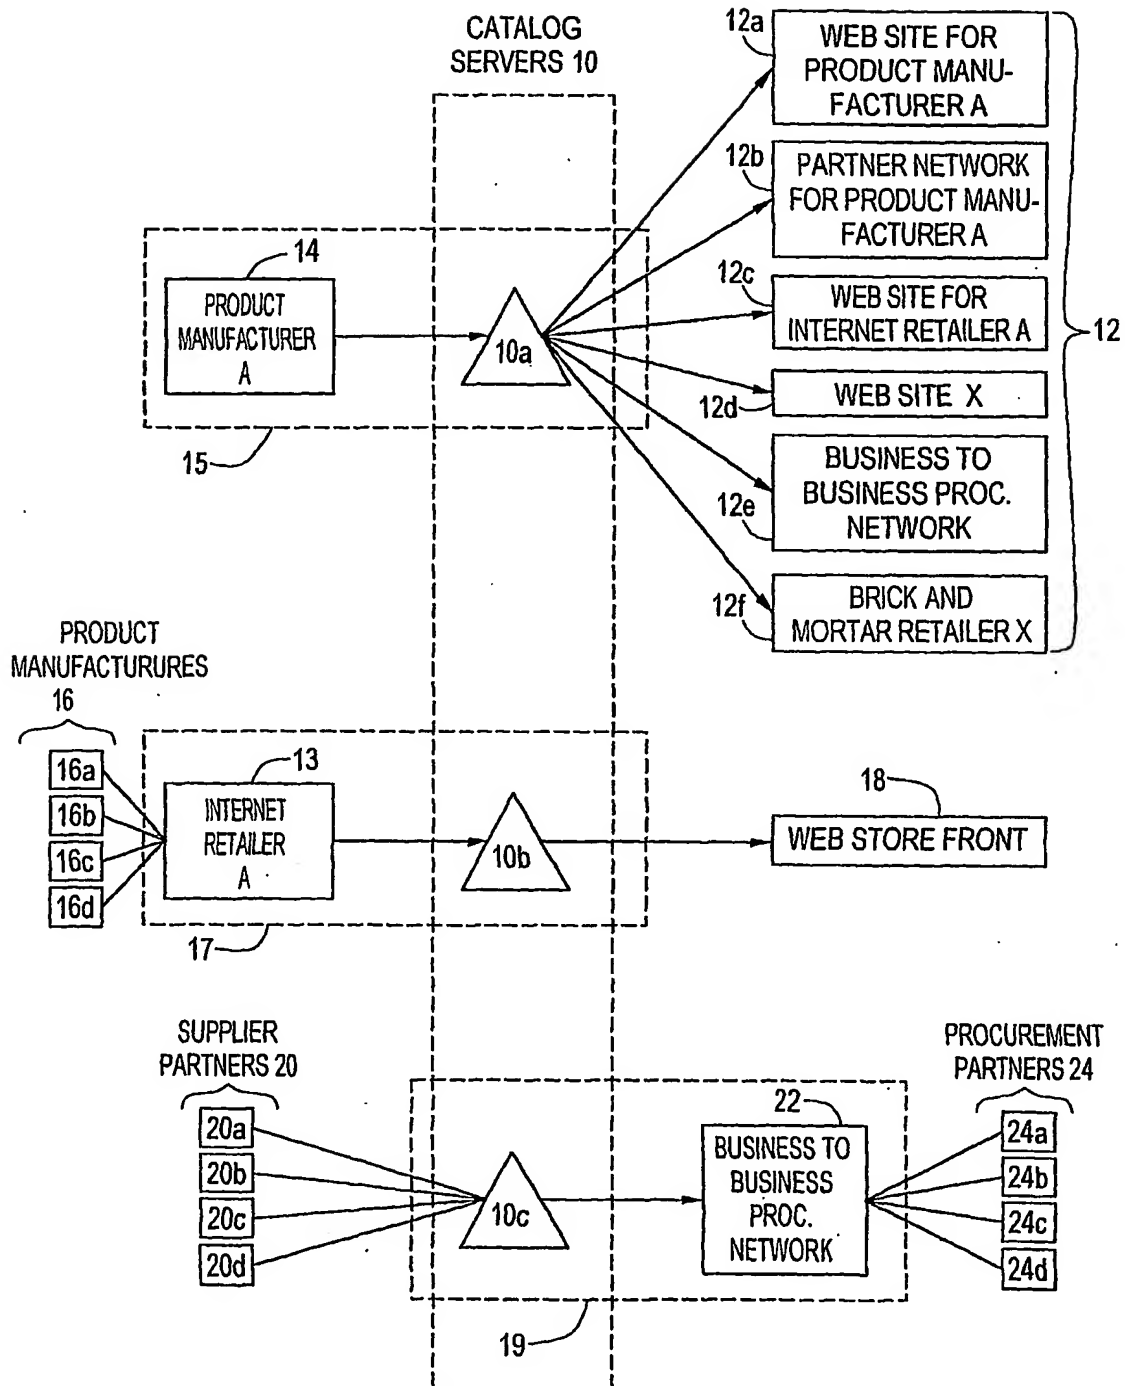 CATALOG
SERVERS 10
12a
WEB SITE FOR
PRODUCT MANU-
FACTURER A
12b
PARTNER NETWORK
FOR PRODUCT MANU-
FACTURER A
14
12c
WEB SITE FOR
INTERNET RETAILER A
12
PRODUCT
MANUFACTURER
A
10a
12d
WEB SITE X
15
12e
BUSINESS TO
BUSINESS PROC.
NETWORK
12f
BRICK AND
MORTAR RETAILER X
PRODUCT
MANUFACTURURES
16
16a
16b
16c
16d
13
INTERNET
RETAILER
A
10b
18
WEB STORE FRONT
17
SUPPLIER
PARTNERS 20
20a
20b
20c
20d
10c
22
BUSINESS TO
BUSINESS
PROC.
NETWORK
PROCUREMENT
PARTNERS 24
24a
24b
24c
24d
19